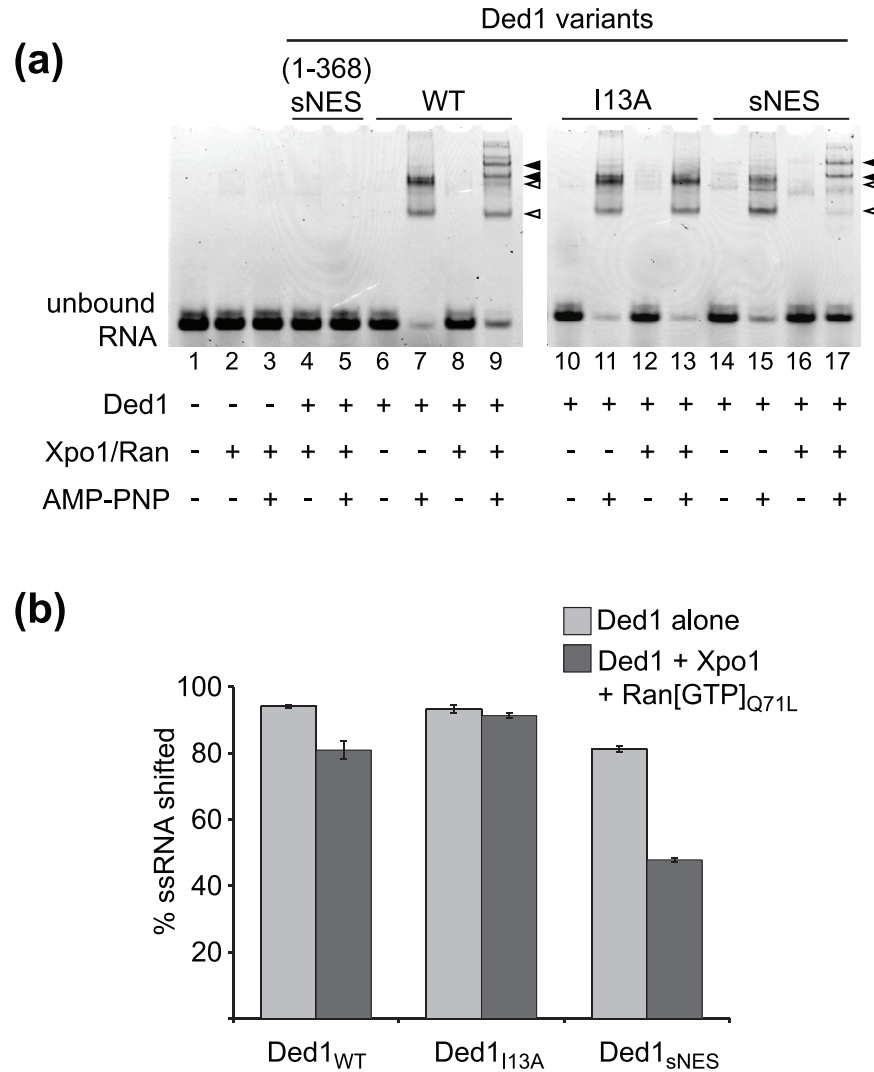 Ded1 variants
(a)
(1-368)
sNES
WT
I13A
sNES
unbound
RNA
1 2 3 4 5 6 7 8 9 10 11 12 13 14 15 16 17
Ded1 - - - + + + + + + + + + + + + + +
Xpo1/Ran - + + + + - - + + - - + + - - + +
AMP-PNP - - + - + - + - + - + - + - + - +
(b)
Ded1 alone
Ded1 + Xpo1
+ Ran[GTP]Q71L
% ssRNA shifted
100
80
60
40
20
Ded1WT
Ded1I13A
Ded1sNES